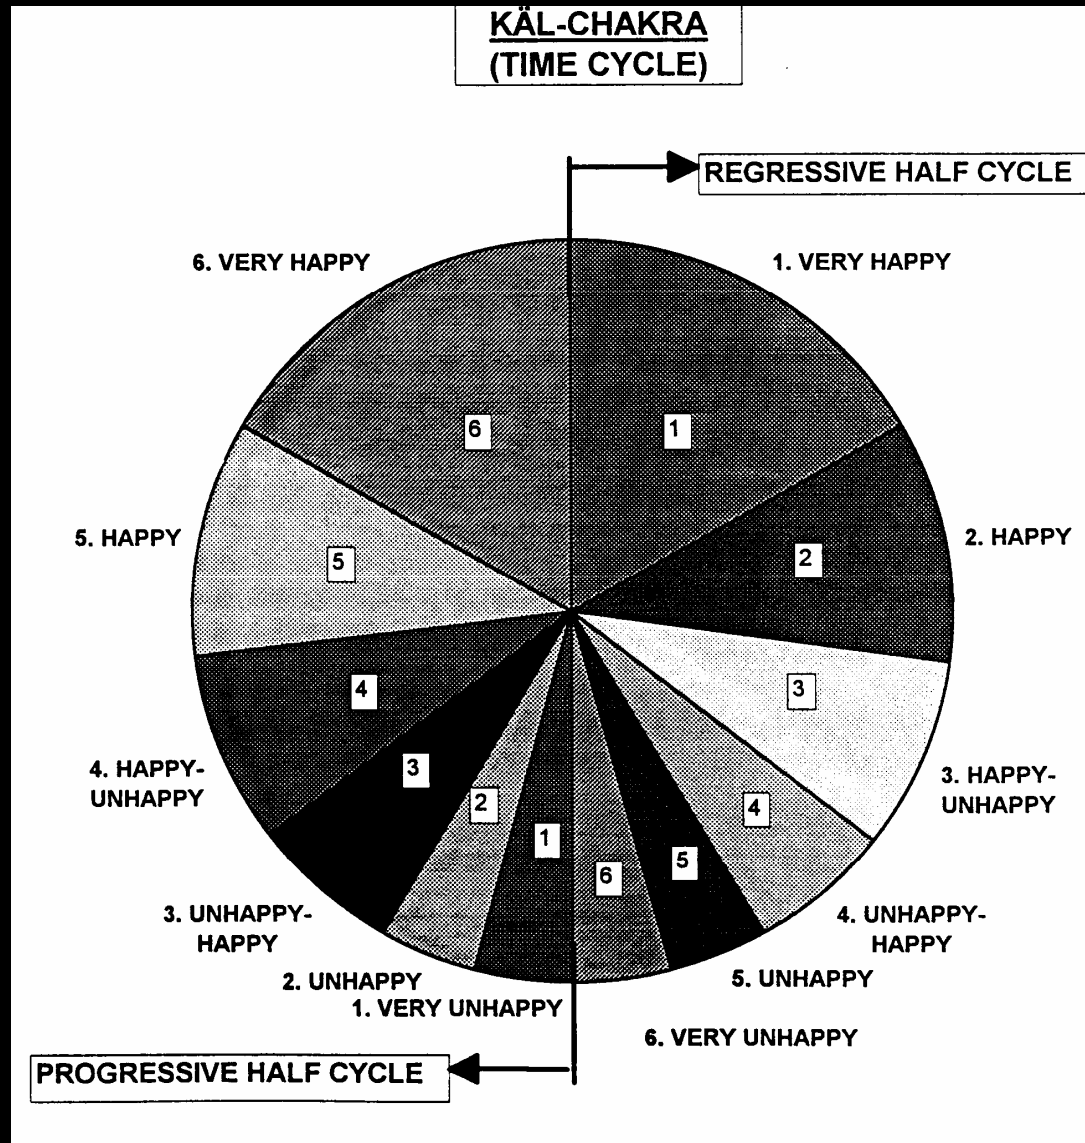 KÄL-CHAKRA
(TIME CYCLE)
REGRESSIVE HALF CYCLE
6. VERY HAPPY
1. VERY HAPPY
6
1
5. HAPPY
2. HAPPY
5
2
4
3
4. HAPPY-
UNHAPPY
3. HAPPY-
UNHAPPY
3
2
1
6
5
4
3. UNHAPPY-
HAPPY
4. UNHAPPY-
HAPPY
2. UNHAPPY
5. UNHAPPY
1. VERY UNHAPPY
6. VERY UNHAPPY
PROGRESSIVE HALF CYCLE